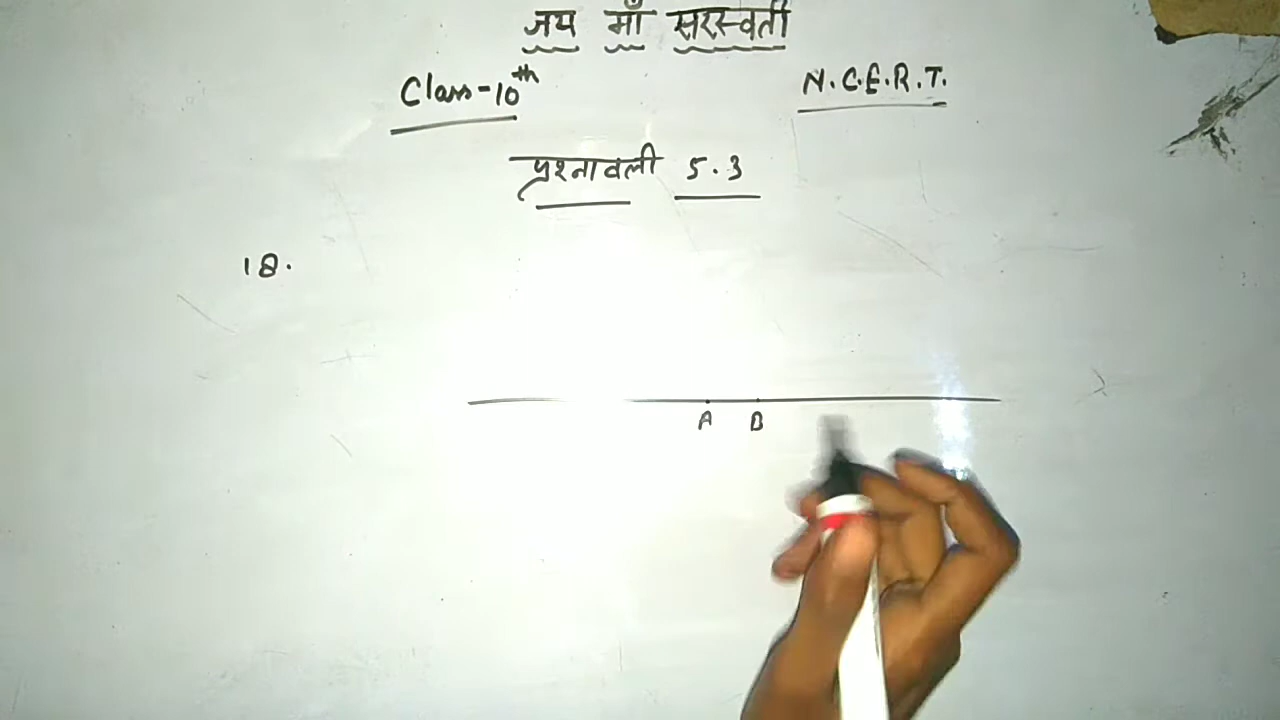 जय माँ सरस्वती
Class-10th
N.C.E.R.T.
प्रश्नावली 5.3
18.
A B